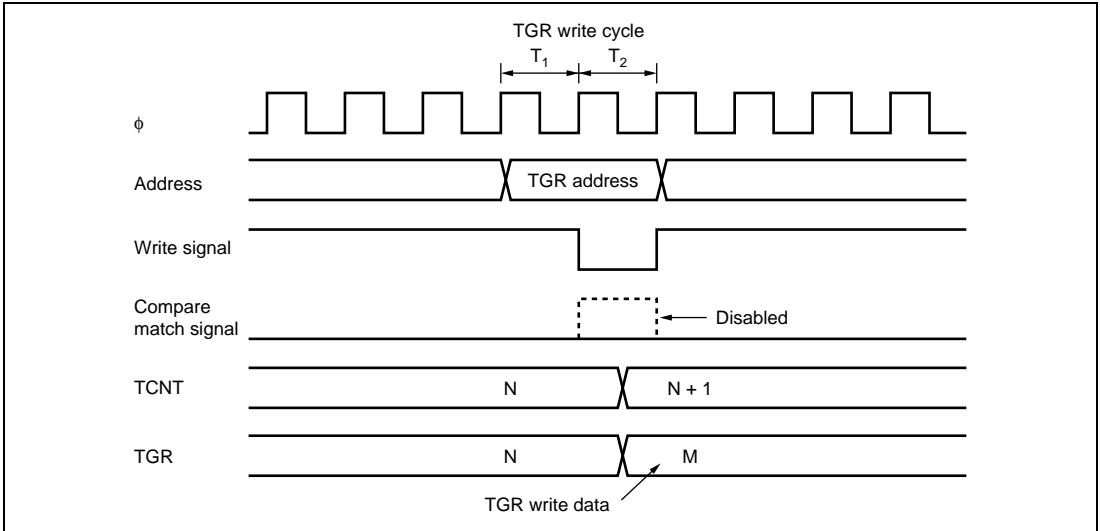 TGR write cycle
T1 T2
ϕ
Address
TGR address
Write signal
Compare
match signal
Disabled
TCNT
N
N + 1
TGR
N
M
TGR write data